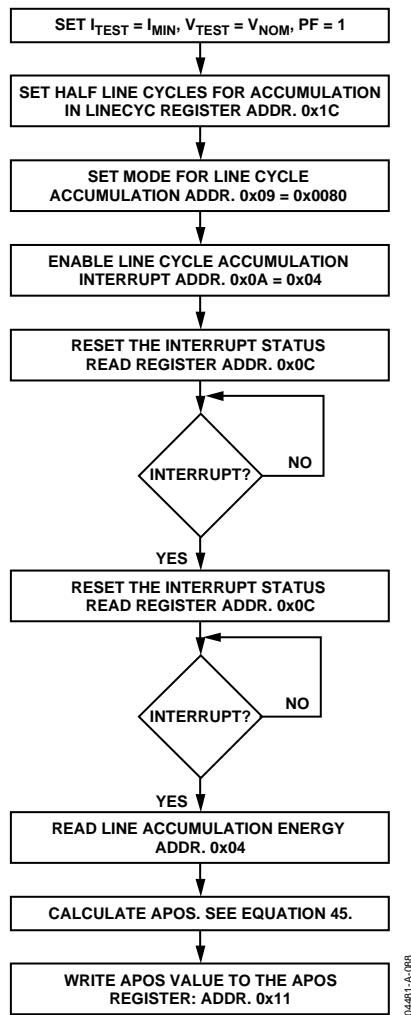 SET I_TEST = I_MIN, V_TEST = V_NOM, PF = 1
SET HALF LINE CYCLES FOR ACCUMULATION
IN LINECYC REGISTER ADDR. 0x1C
SET MODE FOR LINE CYCLE
ACCUMULATION ADDR. 0x09 = 0x0080
ENABLE LINE CYCLE ACCUMULATION
INTERRUPT ADDR. 0x0A = 0x04
RESET THE INTERRUPT STATUS
READ REGISTER ADDR. 0x0C
INTERRUPT?
NO
YES
RESET THE INTERRUPT STATUS
READ REGISTER ADDR. 0x0C
INTERRUPT?
NO
YES
READ LINE ACCUMULATION ENERGY
ADDR. 0x04
CALCULATE APOS. SEE EQUATION 45.
WRITE APOS VALUE TO THE APOS
REGISTER: ADDR. 0x11
04481-A-088